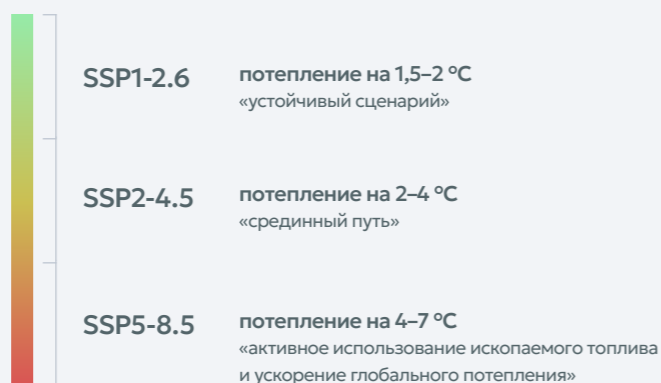 SSP1-2.6
потепление на 1,5–2 °C
«устойчивый сценарий»
SSP2-4.5
потепление на 2–4 °C
«срединный путь»
SSP5-8.5
потепление на 4–7 °C
«активное использование ископаемого топлива
и ускорение глобального потепления»